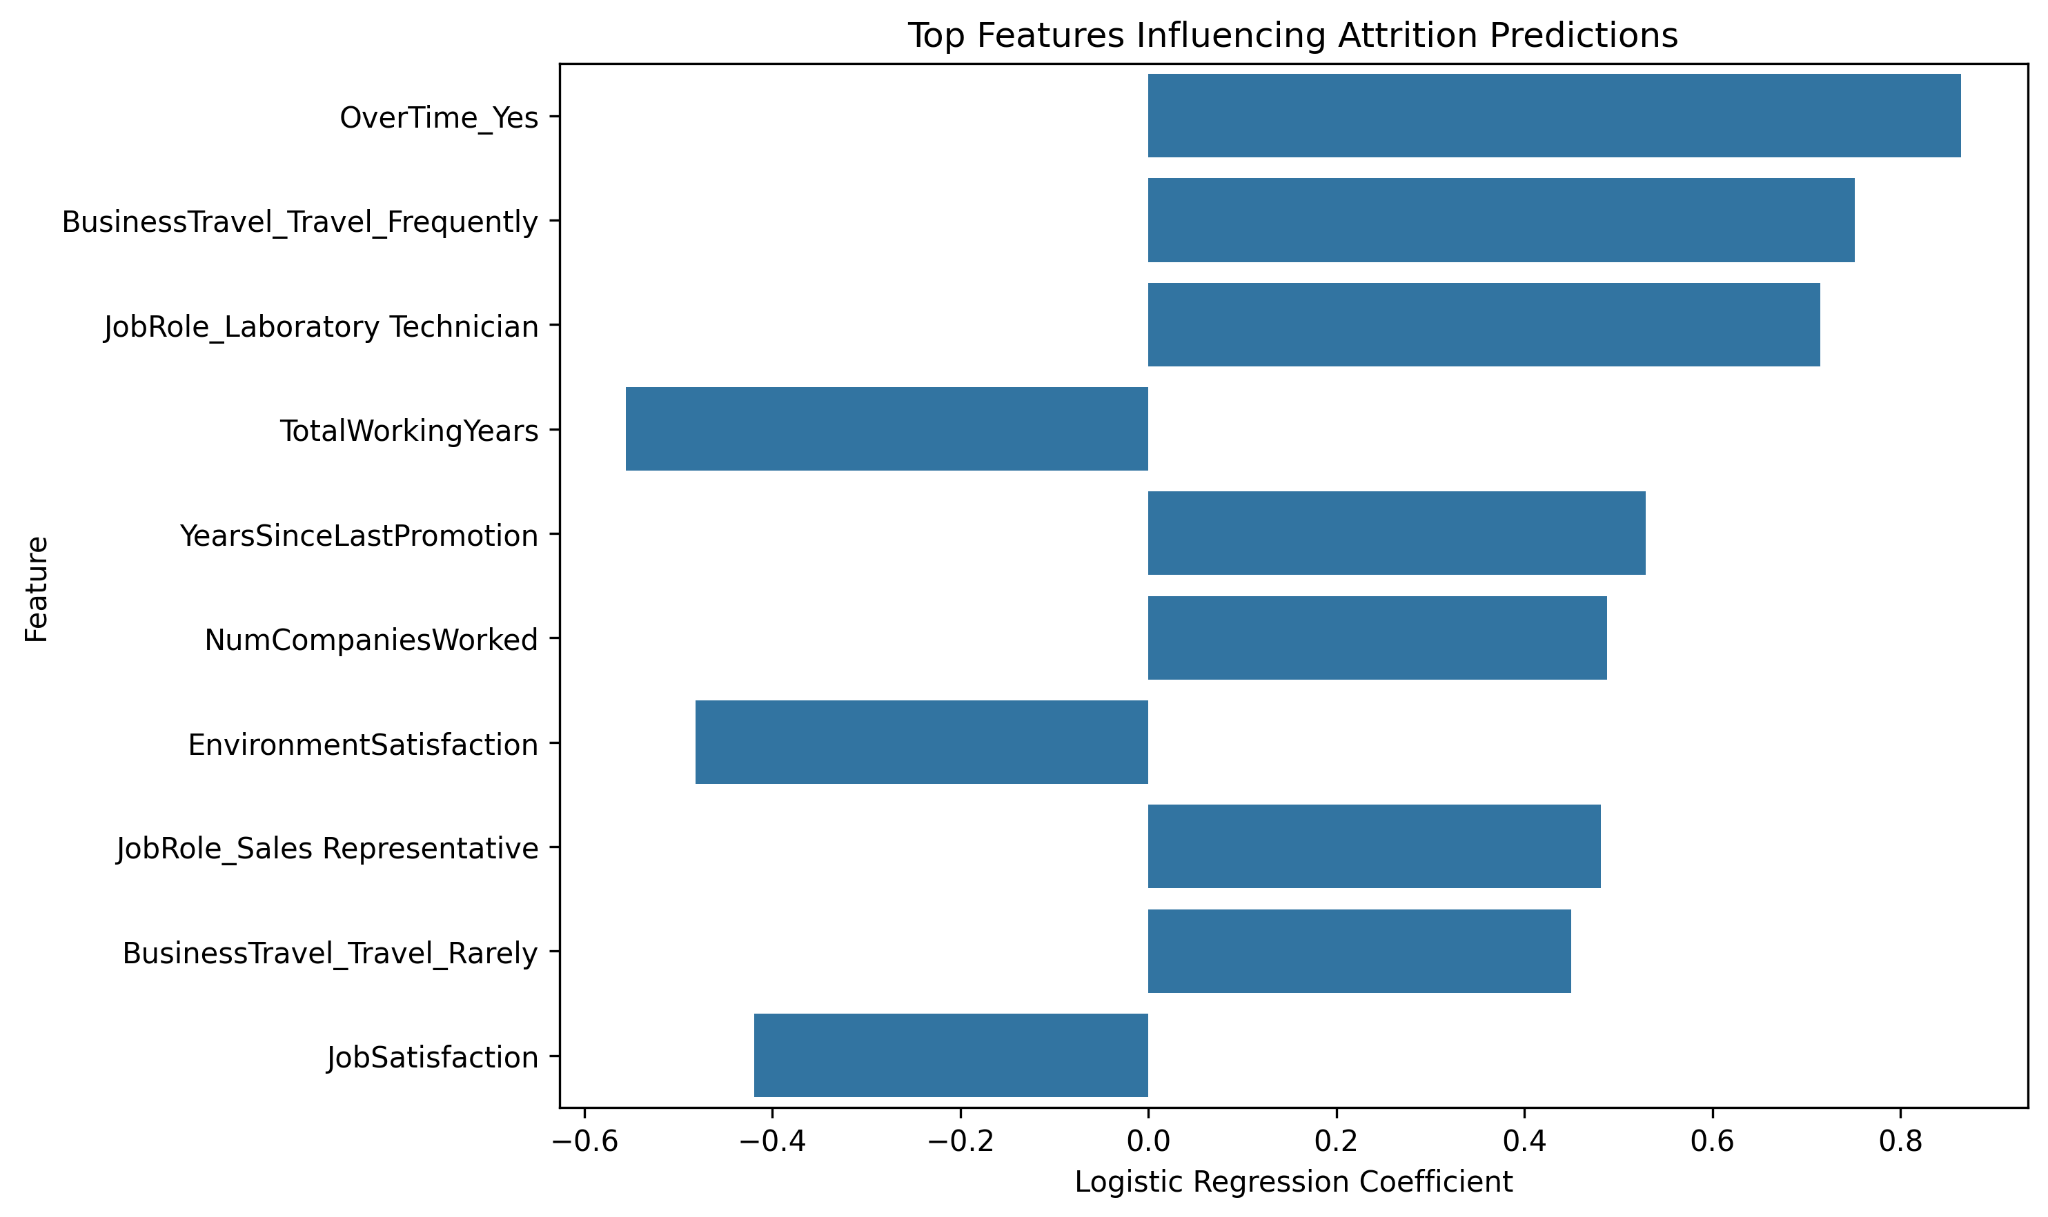 Top Features Influencing Attrition Predictions
OverTime_Yes
BusinessTravel_Travel_Frequently
JobRole_Laboratory Technician
TotalWorkingYears
YearsSinceLastPromotion
NumCompaniesWorked
EnvironmentSatisfaction
JobRole_Sales Representative
BusinessTravel_Travel_Rarely
JobSatisfaction
Feature
−0.6 −0.4 −0.2 0.0 0.2 0.4 0.6 0.8
Logistic Regression Coefficient